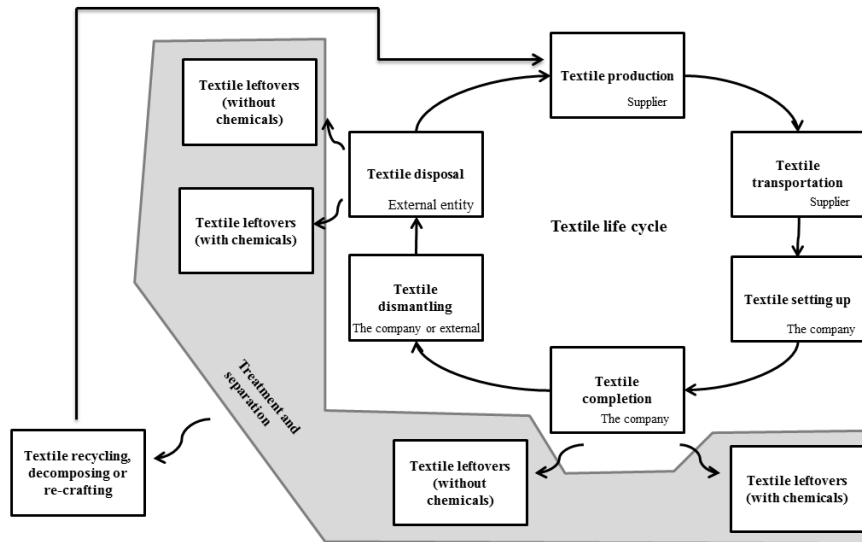 Textile production
Supplier
Textile
transportation
Supplier
Textile setting up
The company
Textile
completion
The company
Textile
dismantling
The company or external
Textile disposal
External entity
Textile life cycle
Textile leftovers
(without
chemicals)
Textile leftovers
(with chemicals)
Treatment and
separation
Textile recycling,
decomposing or
re-crafting
Textile leftovers
(without
chemicals)
Textile leftovers
(with chemicals)